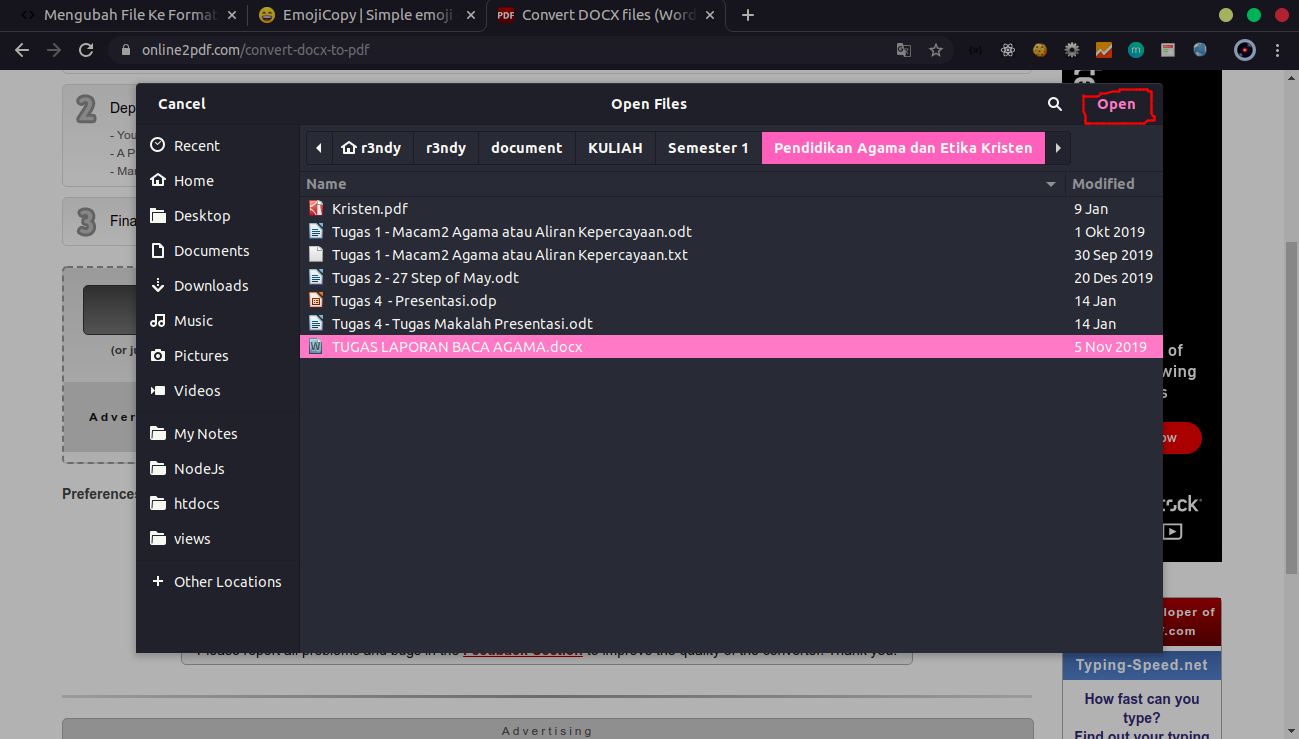 Mengubah File Ke Format
EmojiCopy | Simple emoji
PDF Convert DOCX files (Word
online2pdf.com/convert-docx-to-pdf
Cancel Open Files Open
Recent
Home
Desktop
Documents
Downloads
Music
Pictures
Videos
My Notes
NodeJs
htdocs
views
Other Locations
r3ndy r3ndy document KULIAH Semester 1 Pendidikan Agama dan Etika Kristen
Name Modified
Kristen.pdf 9 Jan
Tugas 1 - Macam2 Agama atau Aliran Kepercayaan.odt 1 Okt 2019
Tugas 1 - Macam2 Agama atau Aliran Kepercayaan.txt 30 Sep 2019
Tugas 2 - 27 Step of May.odt 20 Des 2019
Tugas 4 - Presentasi.odp 14 Jan
Tugas 4 - Tugas Makalah Presentasi.odt 14 Jan
TUGAS LAPORAN BACA AGAMA.docx 5 Nov 2019
2 Dep
- You
- A P
- Mar
3 Fina
(or ju
Adver
Preferences
Please report all problems and bugs in the Feedback Section to improve the quality of the converter! Thank you!
Advertising
of
wing
s
ow
ock
loper of
f.com
Typing-Speed.net
How fast can you
type?
Find out your typing